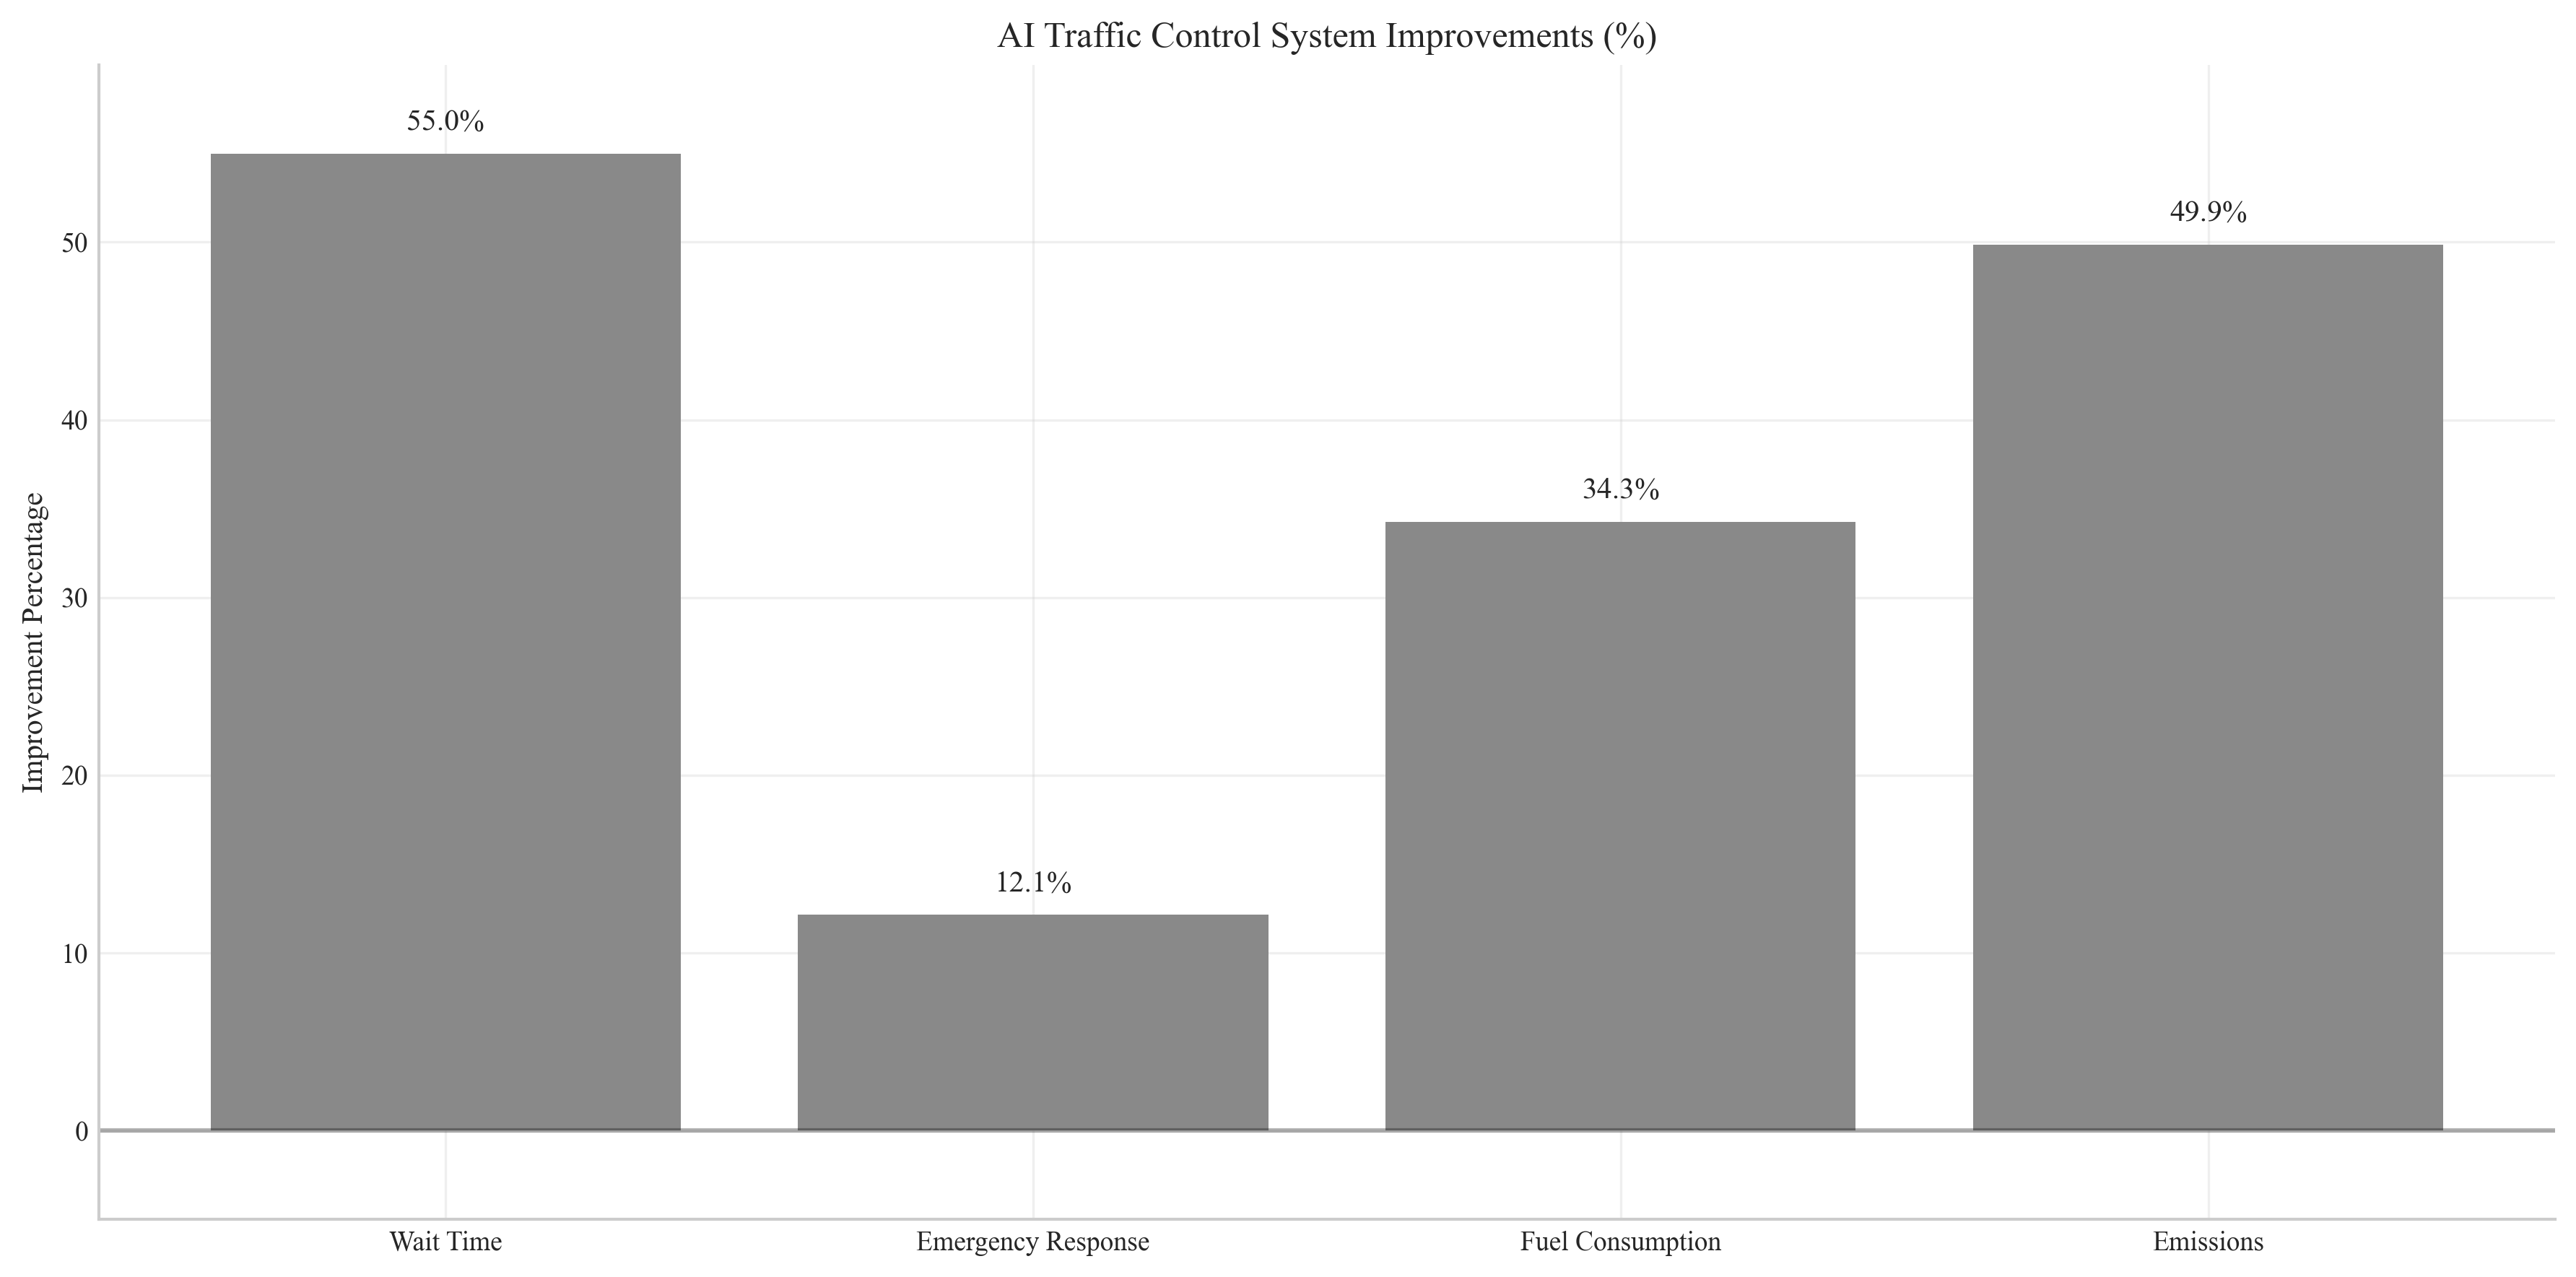 AI Traffic Control System Improvements (%)
Improvement Percentage
50
40
30
20
10
0
55.0%
12.1%
34.3%
49.9%
Wait Time
Emergency Response
Fuel Consumption
Emissions